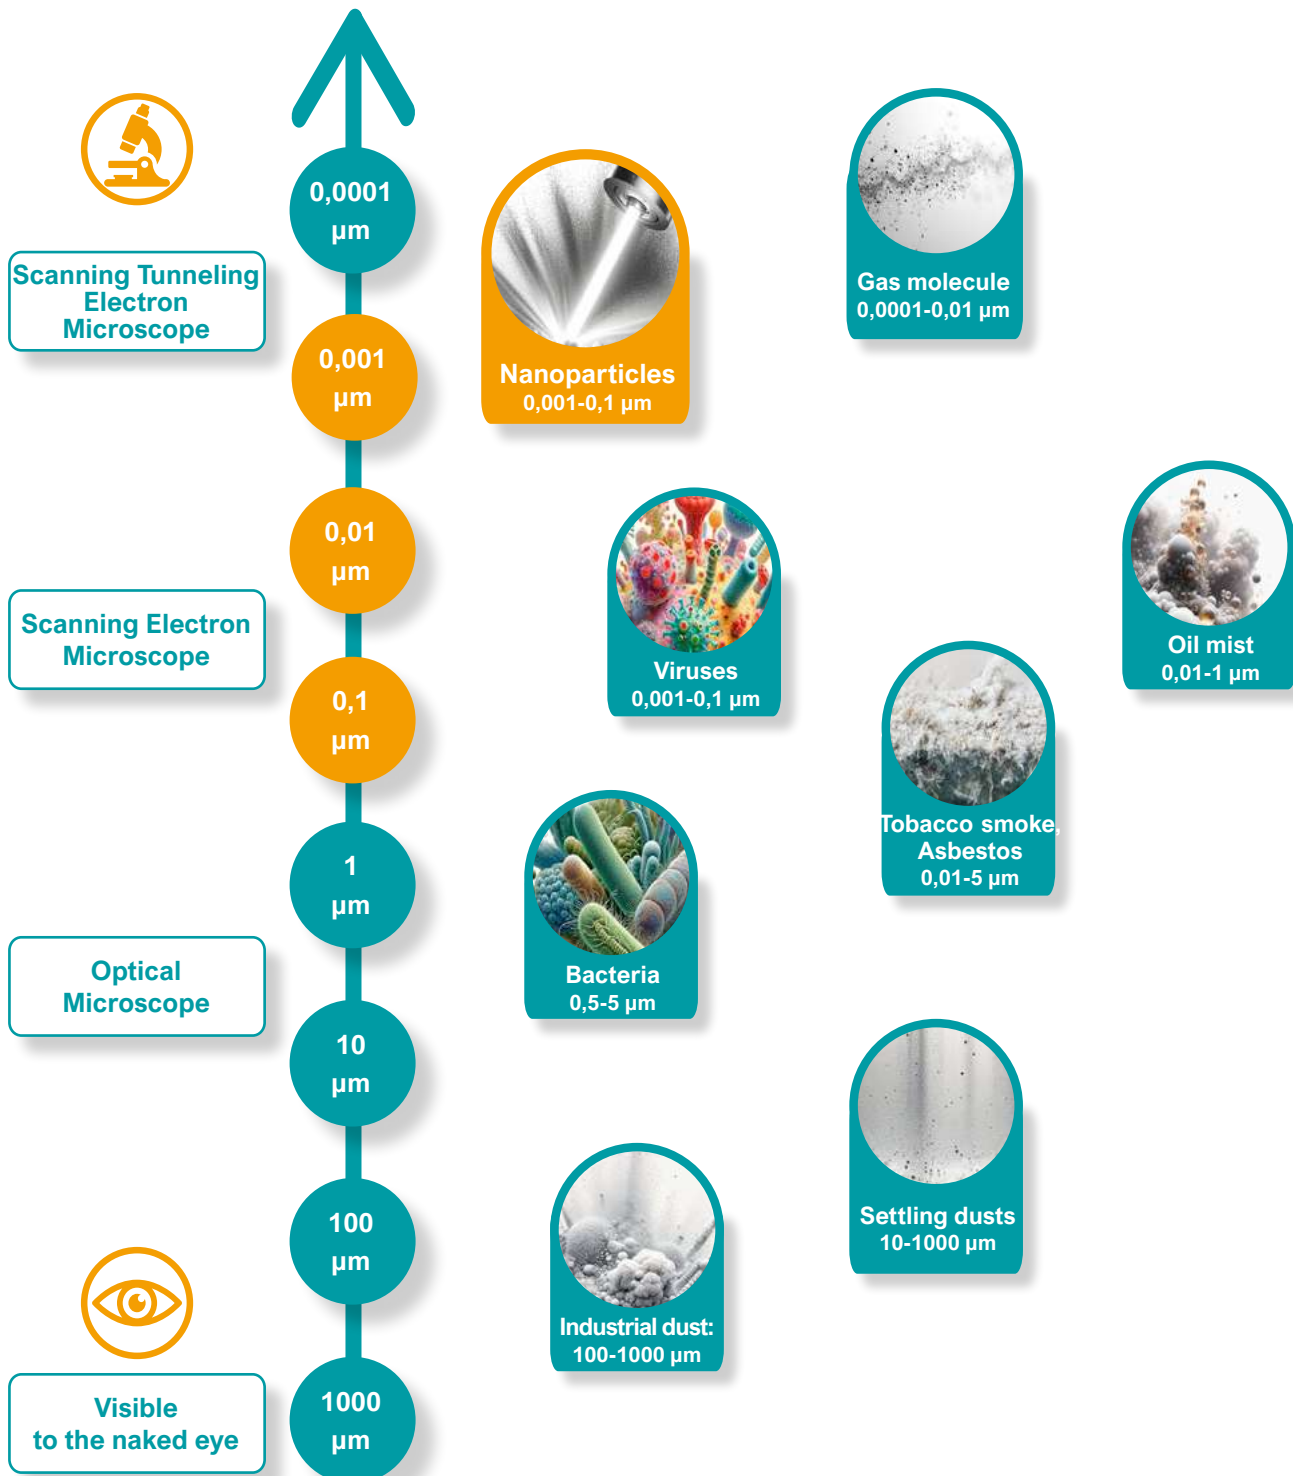 0,0001
µm
Scanning Tunneling
Electron
Microscope
0,001
µm
Nanoparticles
0,001-0,1 µm
Gas molecule
0,0001-0,01 µm
0,01
µm
Scanning Electron
Microscope
0,1
µm
Viruses
0,001-0,1 µm
Oil mist
0,01-1 µm
Tobacco smoke,
Asbestos
0,01-5 µm
1
µm
Optical
Microscope
10
µm
Bacteria
0,5-5 µm
100
µm
Settling dusts
10-1000 µm
Industrial dust:
100-1000 µm
Visible
to the naked eye
1000
µm